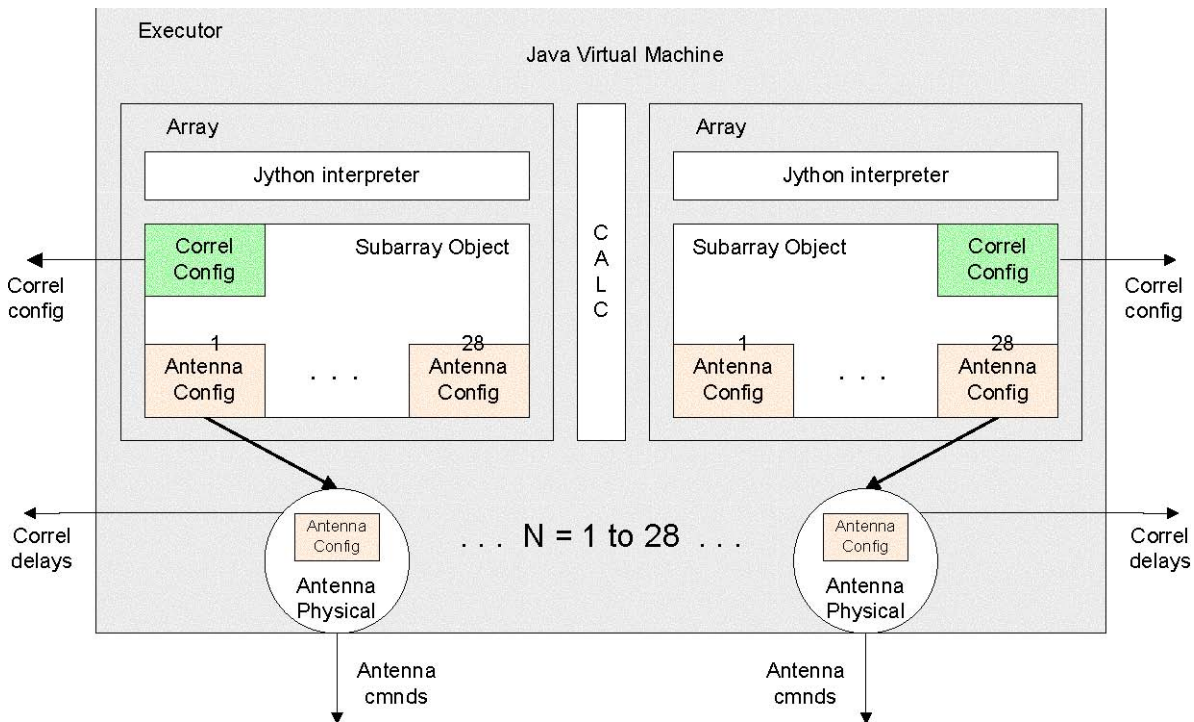 Executor
Java Virtual Machine
Array
Jython interpreter
Correl
Config
Subarray Object
1
Antenna
Config
. . .
28
Antenna
Config
C
A
L
C
Array
Jython interpreter
Subarray Object
Correl
Config
1
Antenna
Config
. . .
28
Antenna
Config
Correl
config
Correl
config
Antenna
Config
Antenna
Physical
. . . N = 1 to 28 . . .
Antenna
Config
Antenna
Physical
Correl
delays
Correl
delays
Antenna
cmnds
Antenna
cmnds